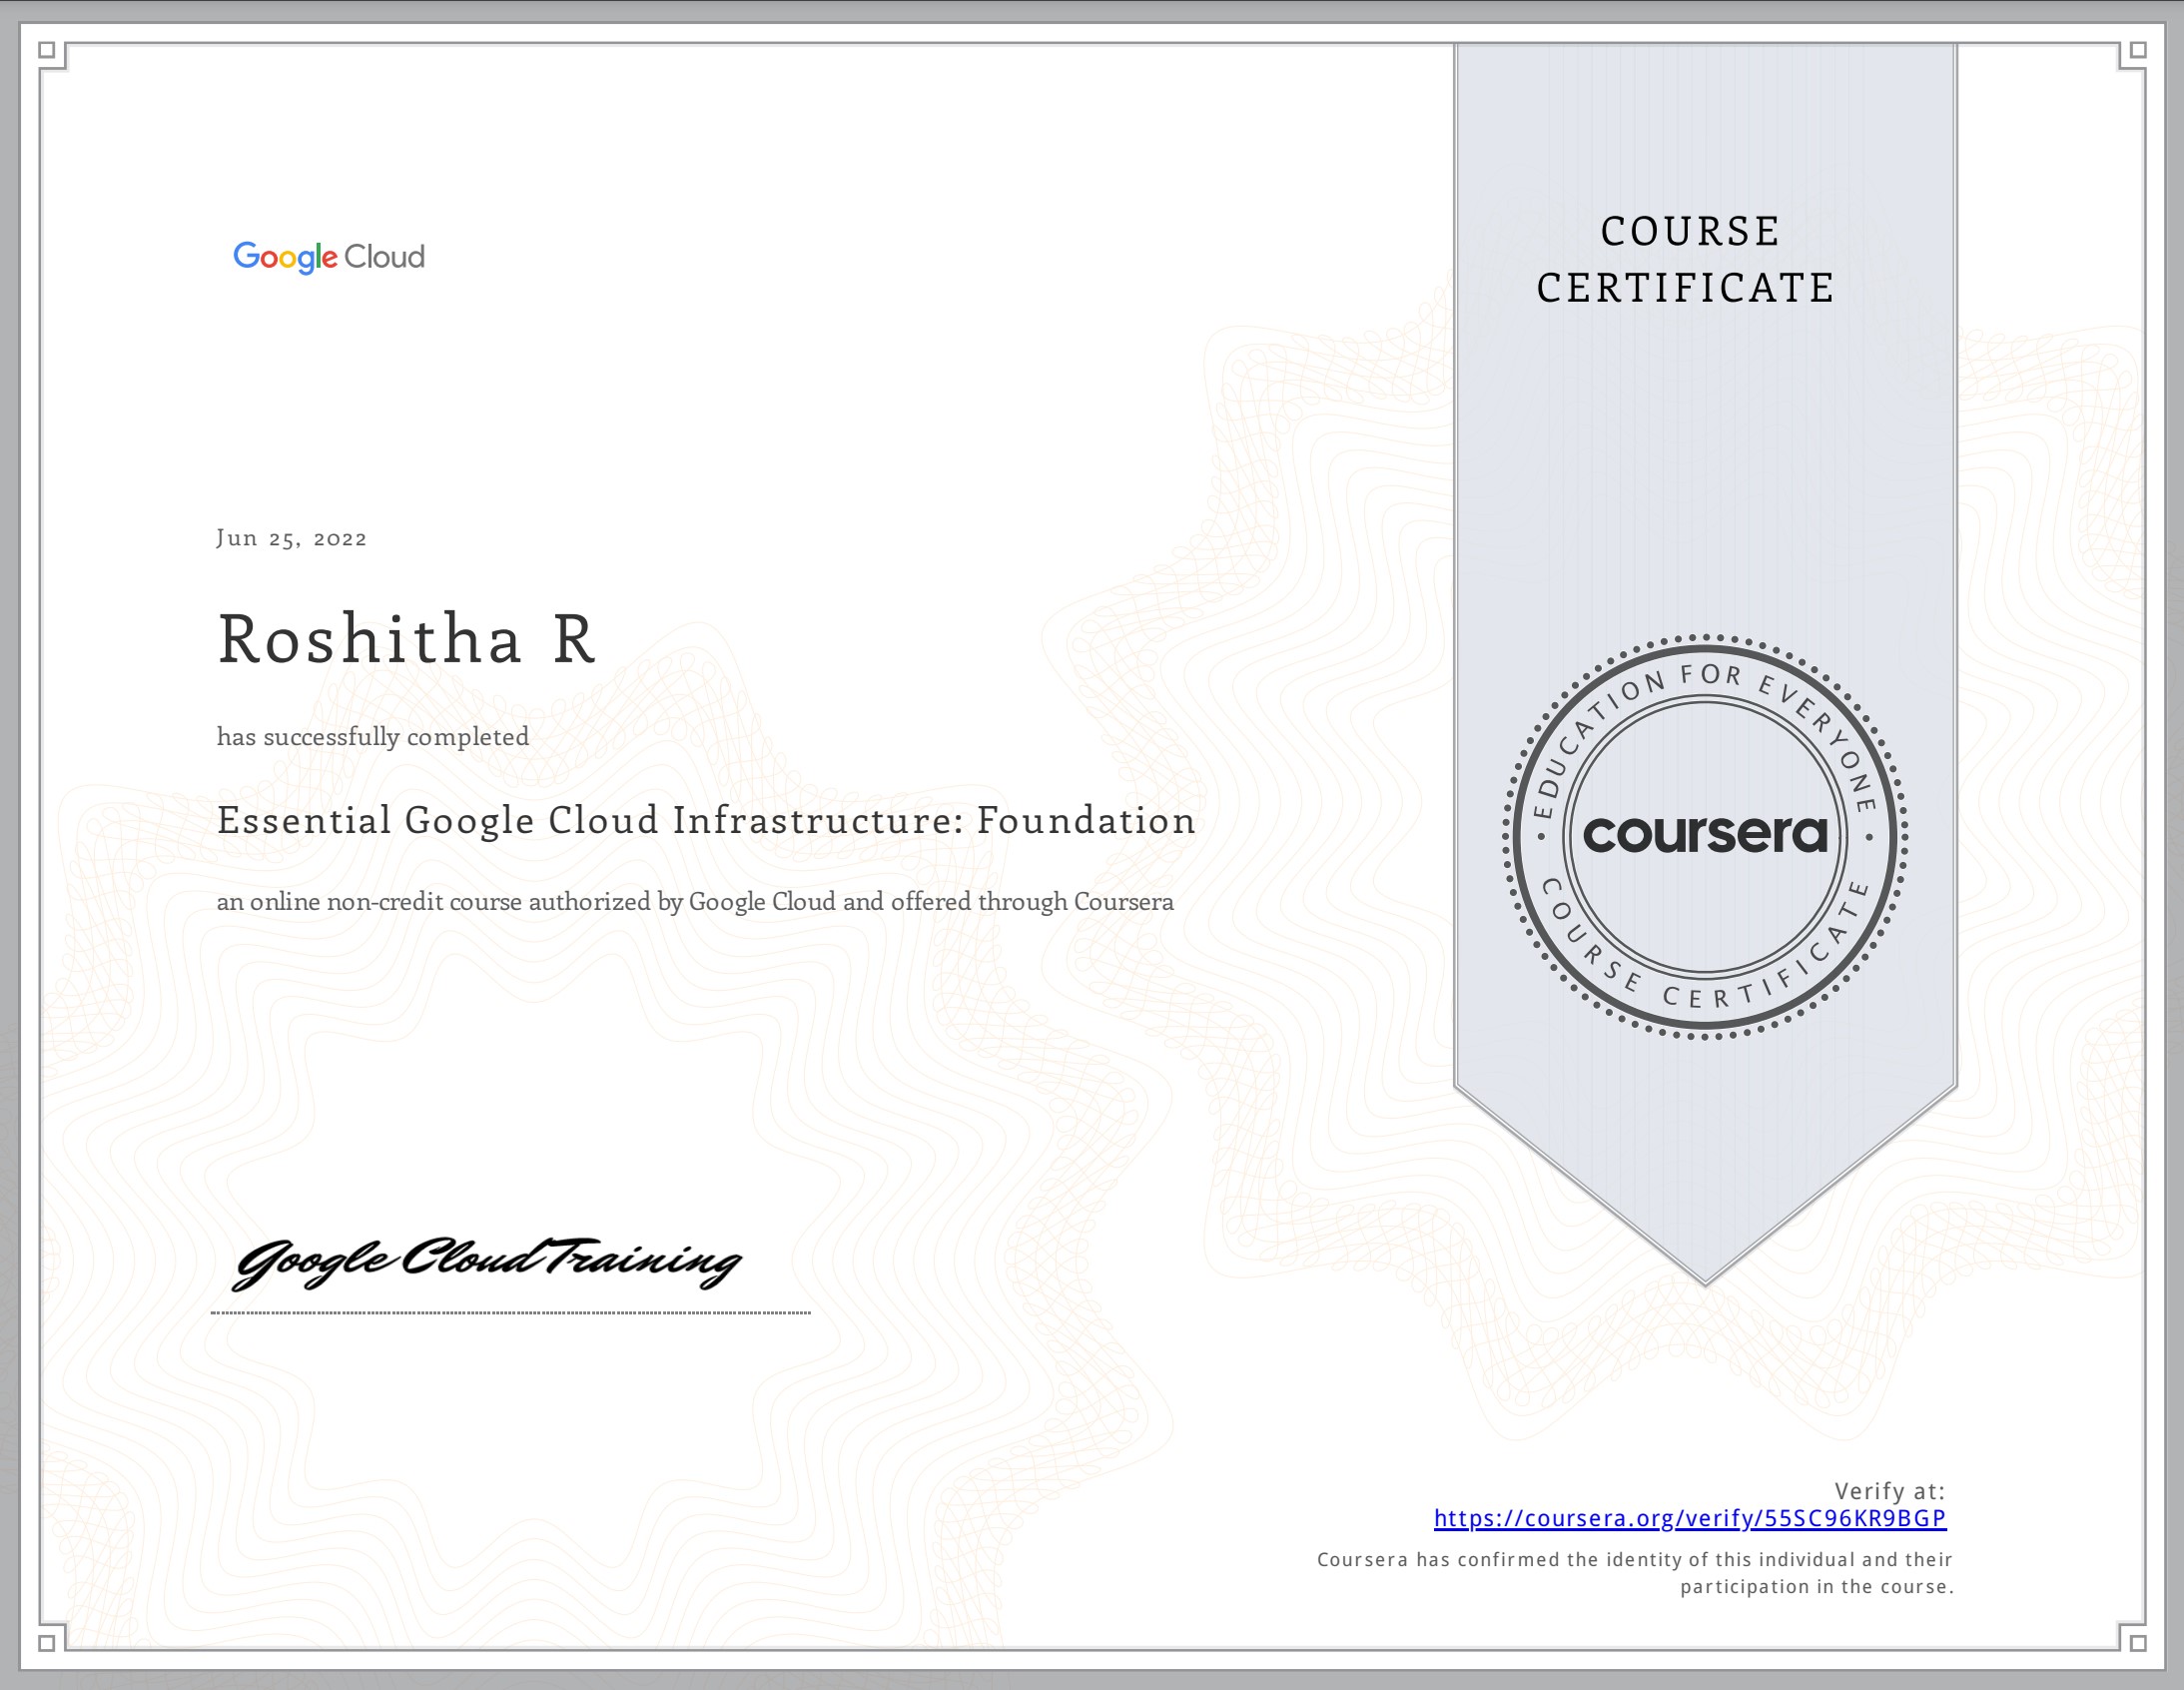 Google Cloud
COURSE
CERTIFICATE
Jun 25, 2022
Roshitha R
has successfully completed
Essential Google Cloud Infrastructure: Foundation
an online non-credit course authorized by Google Cloud and offered through Coursera
EDUCATION FOR EVERYONE
coursera
COURSE CERTIFICATE
Google Cloud Training
Verify at:
https://coursera.org/verify/55SC96KR9BGP
Coursera has confirmed the identity of this individual and their
participation in the course.